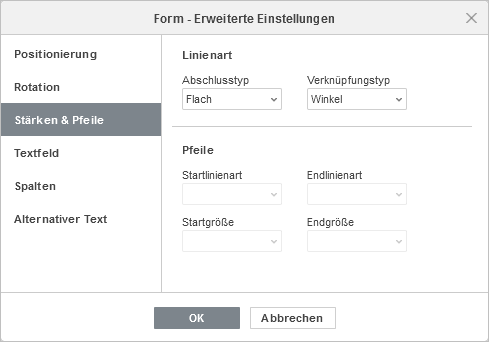 Form - Erweiterte Einstellungen
Positionierung
Rotation
Stärken & Pfeile
Textfeld
Spalten
Alternativer Text
Linienart
Abschlusstyp Verknüpfungstyp
Flach Winkel
Pfeile
Startlinienart Endlinienart
Startgröße Endgröße
OK Abbrechen